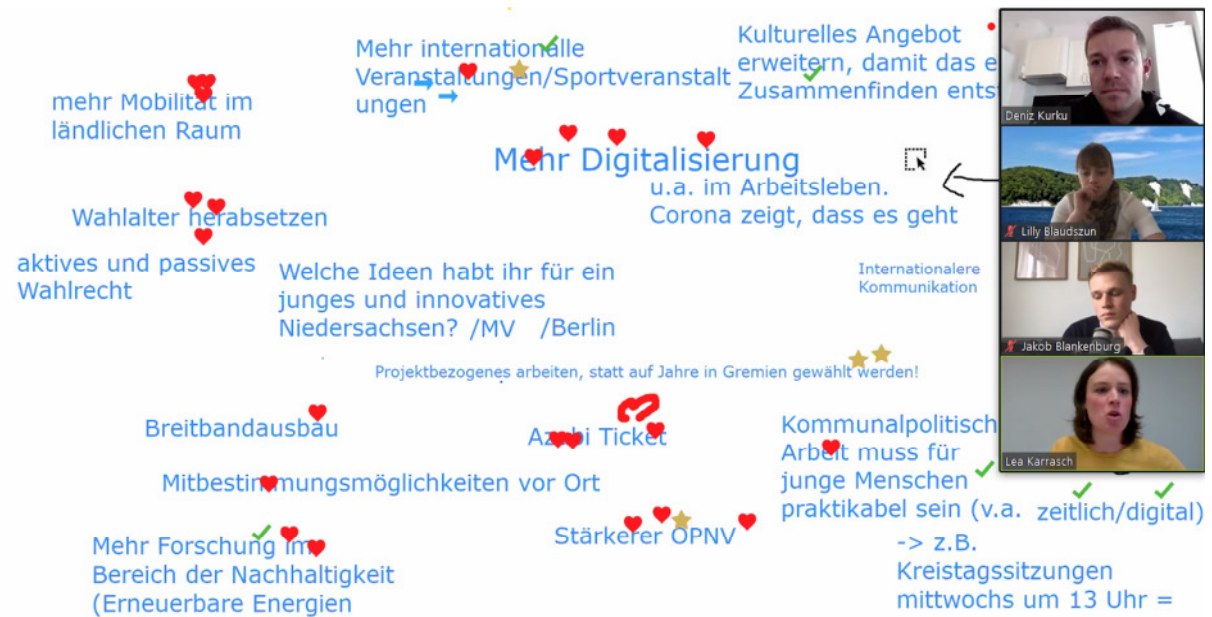 Mehr internationalle
Veranstaltungen/Sportveranstalt
ungen
Kulturelles Angebot
erweitern, damit das e
Zusammenfinden ents
mehr Mobilität im
ländlichen Raum
Mehr Digitalisierung
u.a. im Arbeitsleben.
Corona zeigt, dass es geht
Wahlalter herabsetzen
aktives und passives
Wahlrecht
Welche Ideen habt ihr für ein
junges und innovatives
Niedersachsen? /MV /Berlin
Internationalere
Kommunikation
Projektbezogenes arbeiten, statt auf Jahre in Gremien gewählt werden!
Breitbandausbau
Azubi Ticket
Kommunalpolitisch
Arbeit muss für
junge Menschen
praktikabel sein (v.a. zeitlich/digital)
-> z.B.
Kreistagssitzungen
mittwochs um 13 Uhr =
Mitbestimmungsmöglichkeiten vor Ort
Stärkerer ÖPNV
Mehr Forschung im
Bereich der Nachhaltigkeit
(Erneuerbare Energien
Deniz Kurku
Lilly Blaudszun
Jakob Blankenburg
Lea Karrasch